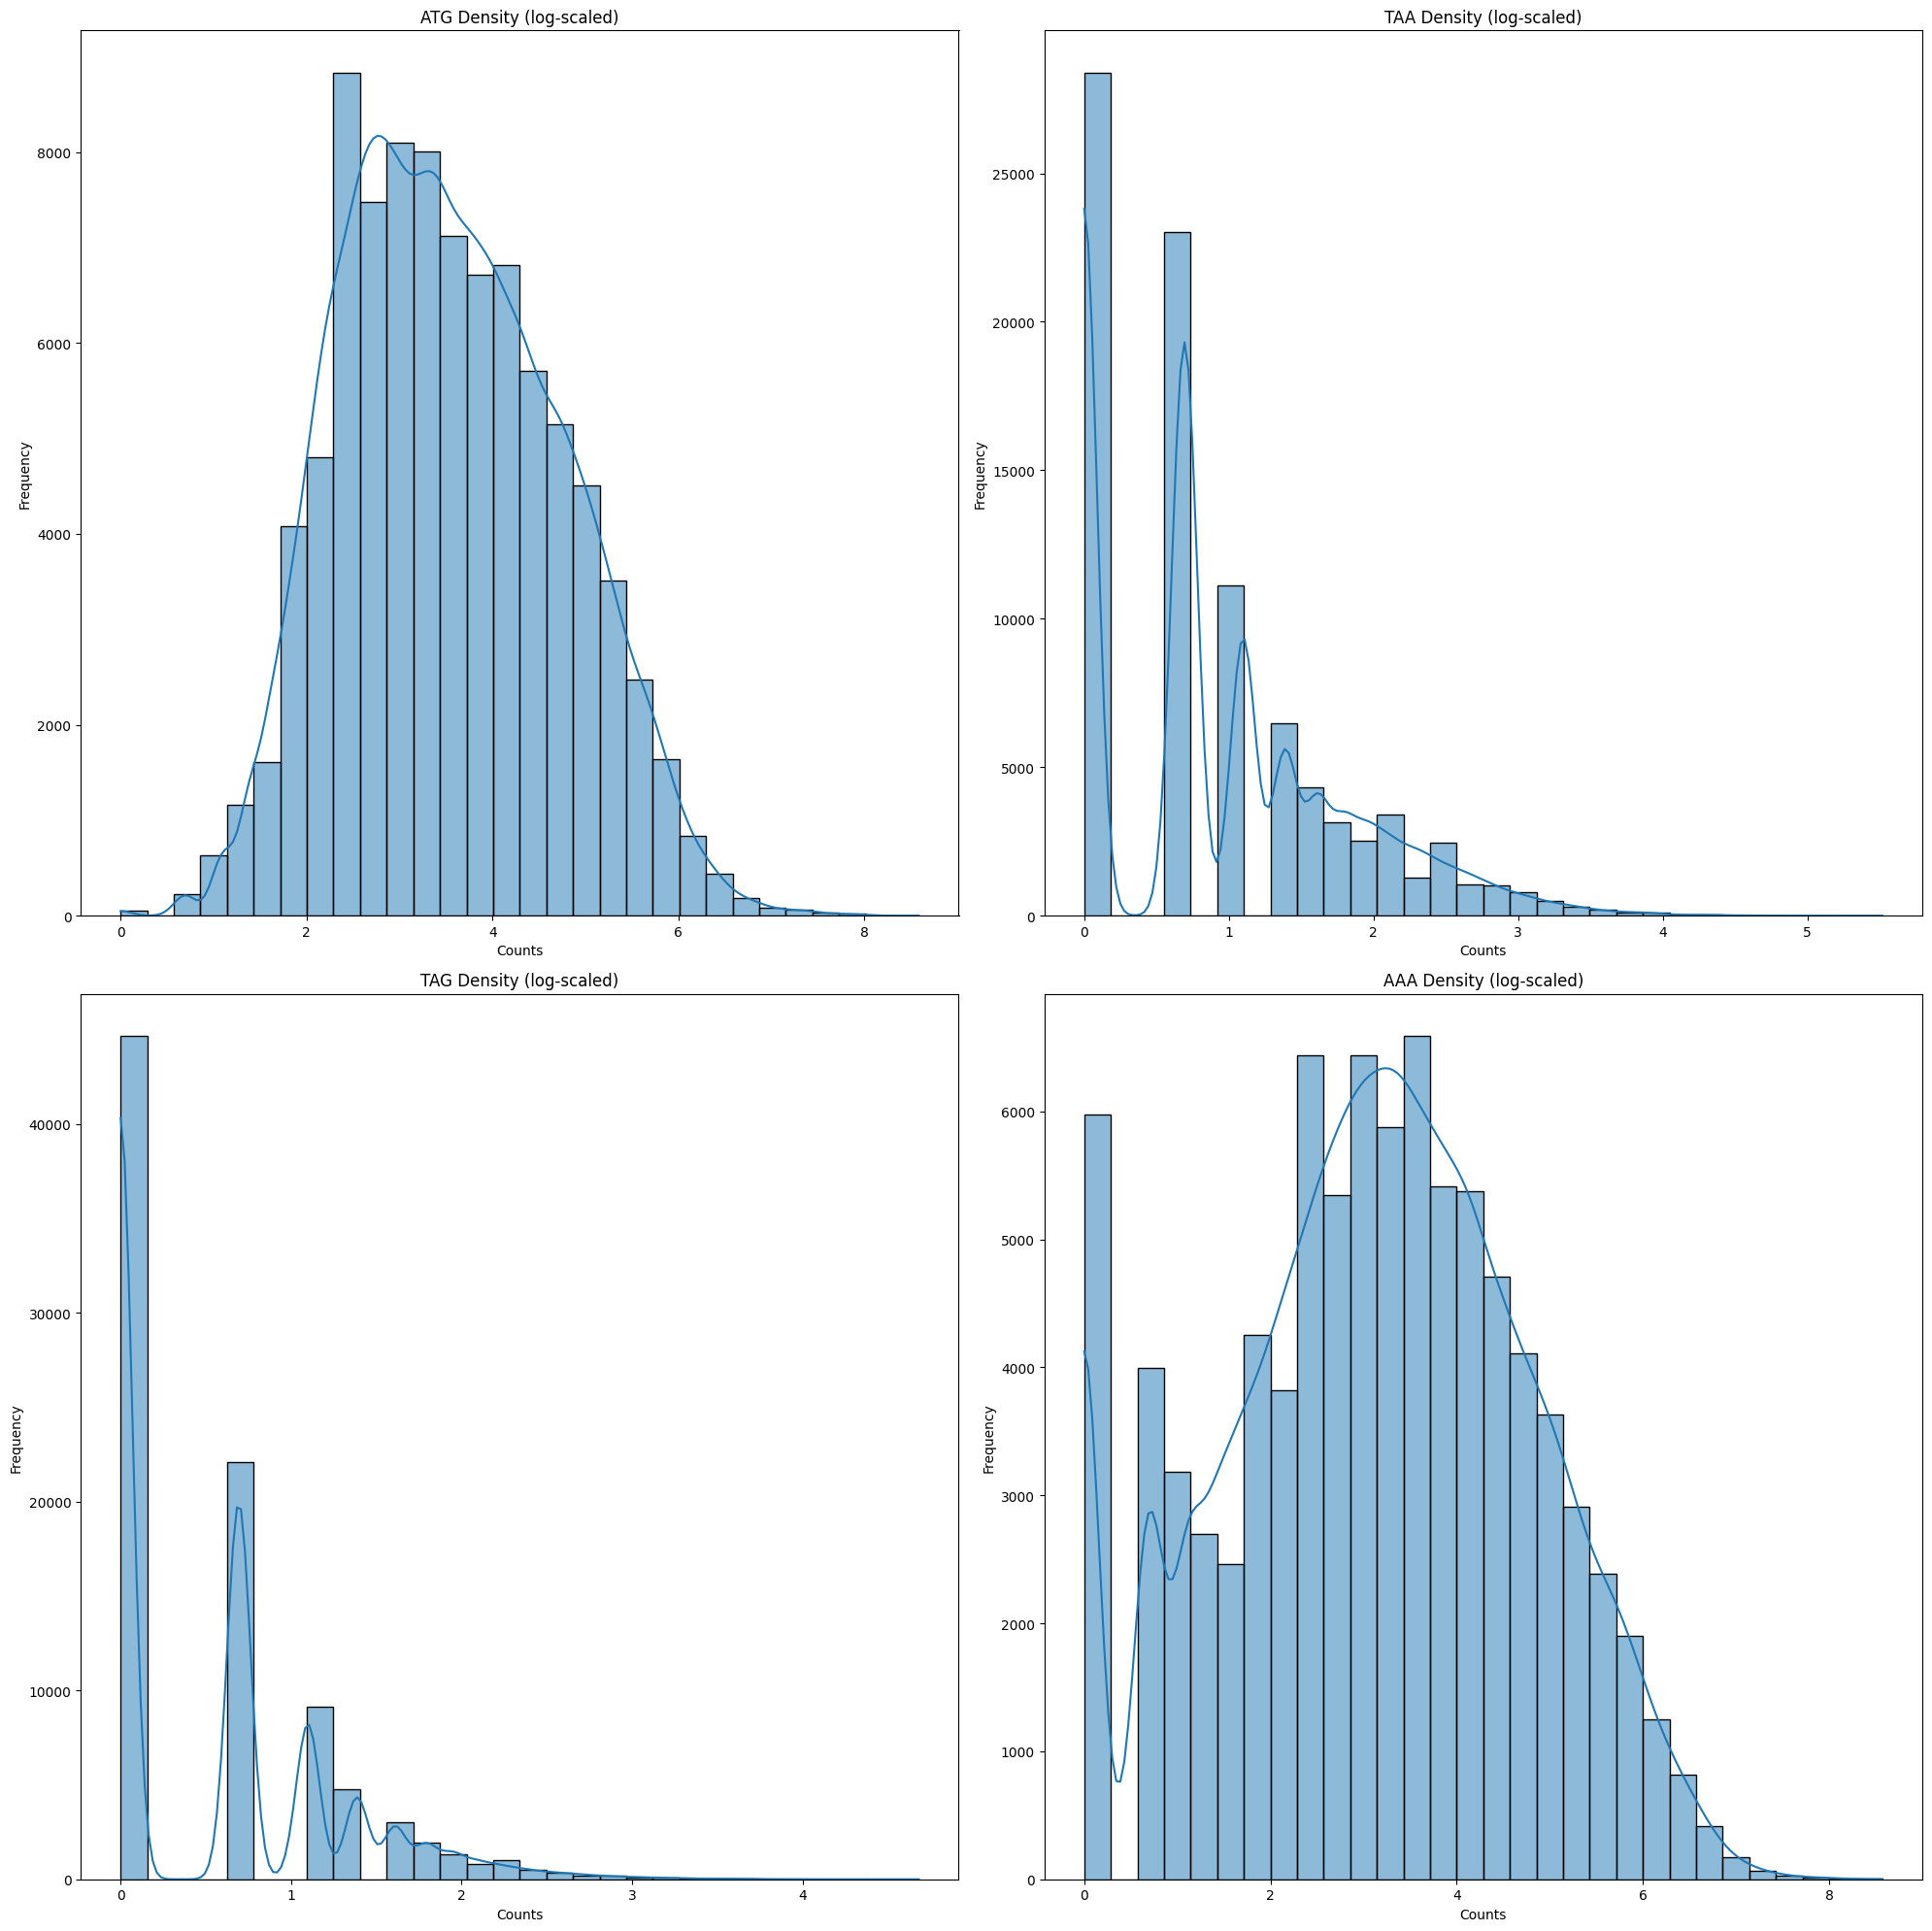 ATG Density (log-scaled)
Frequency
8000
6000
4000
2000
0
0 2 4 6 8
Counts
TAA Density (log-scaled)
Frequency
25000
20000
15000
10000
5000
0
0 1 2 3 4 5
Counts
TAG Density (log-scaled)
Frequency
40000
30000
20000
10000
0
0 1 2 3 4
Counts
AAA Density (log-scaled)
Frequency
6000
5000
4000
3000
2000
1000
0
0 2 4 6 8
Counts